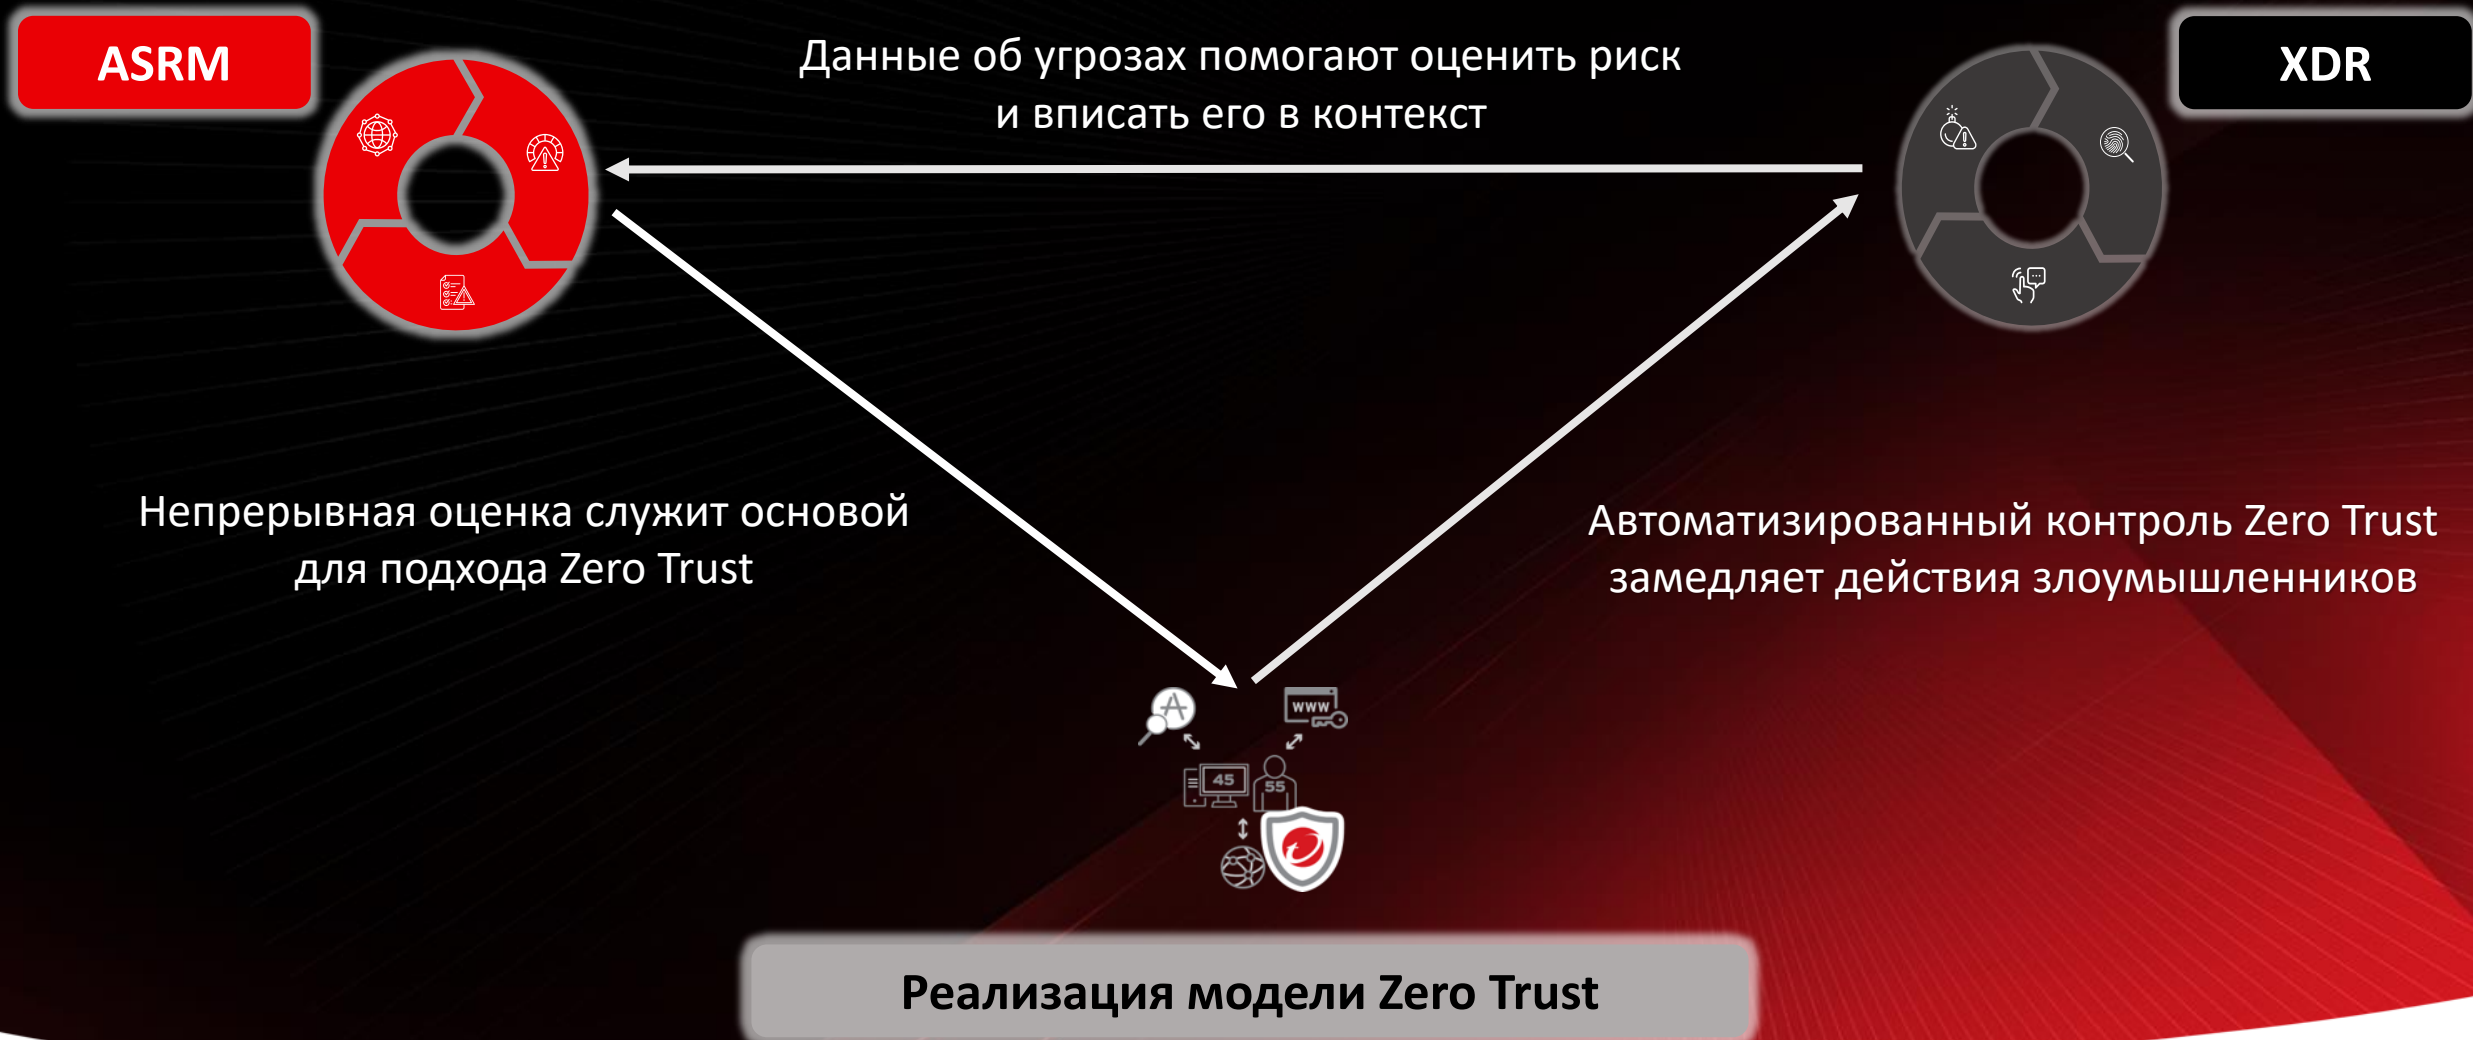 ASRM
Данные об угрозах помогают оценить риск
и вписать его в контекст
XDR
Непрерывная оценка служит основой
для подхода Zero Trust
Автоматизированный контроль Zero Trust
замедляет действия злоумышленников
www
45
55
Реализация модели Zero Trust